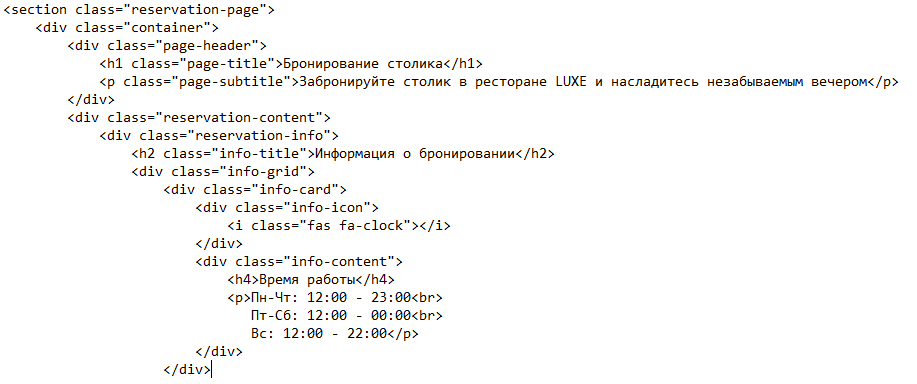 <section class="reservation-page">
    <div class="container">
        <div class="page-header">
            <h1 class="page-title">Бронирование столика</h1>
            <p class="page-subtitle">Забронируйте столик в ресторане LUXE и насладитесь незабываемым вечером</p>
        </div>
        <div class="reservation-content">
            <div class="reservation-info">
                <h2 class="info-title">Информация о бронировании</h2>
                <div class="info-grid">
                    <div class="info-card">
                        <div class="info-icon">
                            <i class="fas fa-clock"></i>
                        </div>
                        <div class="info-content">
                            <h4>Время работы</h4>
                            <p>Пн-Чт: 12:00 - 23:00<br>
                               Пт-Сб: 12:00 - 00:00<br>
                               Вс: 12:00 - 22:00</p>
                        </div>
                    </div>